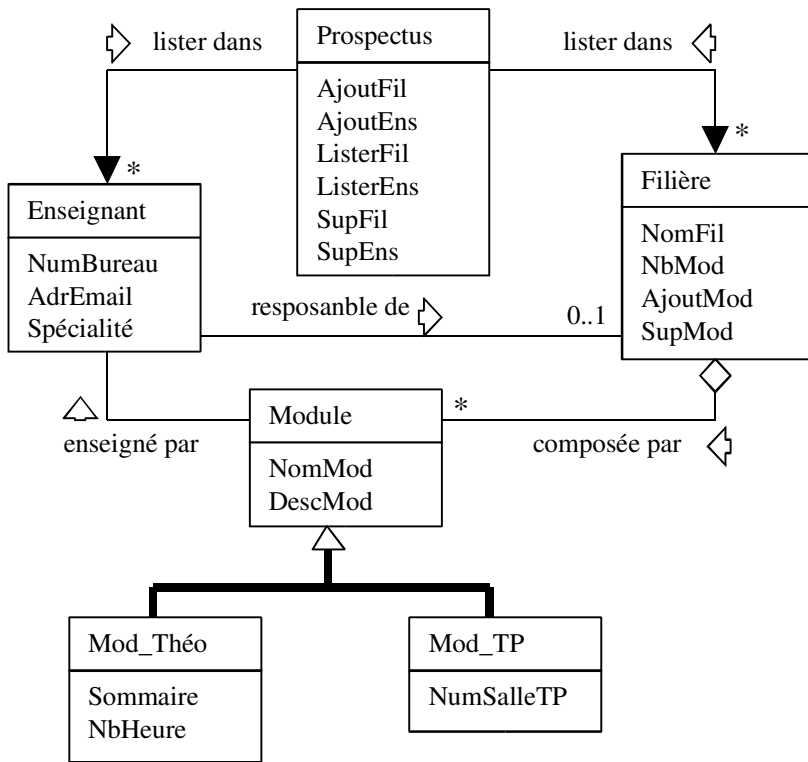 lister dans
Prospectus
lister dans
AjoutFil
AjoutEns
ListerFil
ListerEns
SupFil
SupEns
*
*
Enseignant
NumBureau
AdrEmail
Spécialité
Filière
NomFil
NbMod
AjoutMod
SupMod
resposanble de
0..1
Module
*
enseigné par
composée par
NomMod
DescMod
Mod_Théo
Sommaire
NbHeure
Mod_TP
NumSalleTP